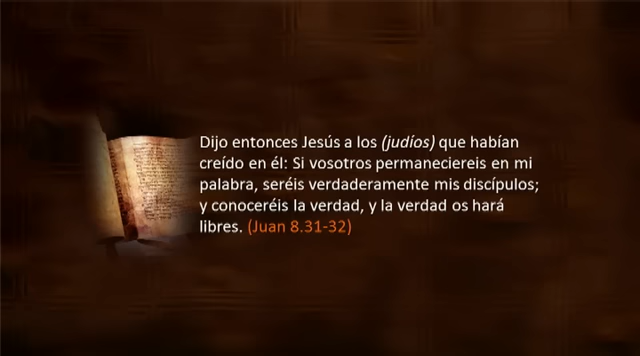 Dijo entonces Jesús a los (judíos) que habían
creído en él: Si vosotros permaneciereis en mi
palabra, seréis verdaderamente mis discípulos;
y conoceréis la verdad, y la verdad os hará
libres. (Juan 8.31-32)